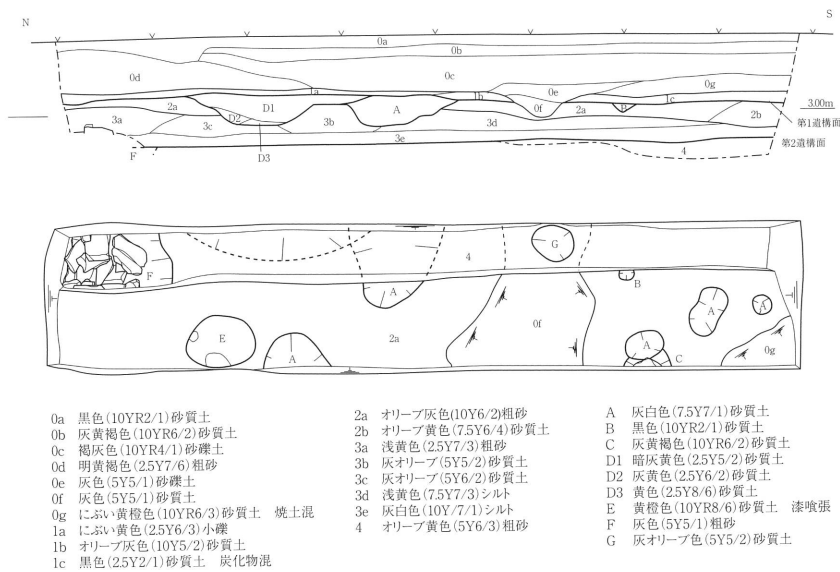 N
S
0a
0b
0d
0c
0g
0e
1a
1b
1c
3.00m
2a
D1
A
0f
2a
B
2b
第1遺構面
3a
3c
D2
3b
3d
第2遺構面
3e
F
D3
4
G
4
F
A
B
A
A
E
2a
0f
A
A
C
0g
0a 黒色(10YR2/1)砂質土
0b 灰黄褐色(10YR6/2)砂質土
0c 褐灰色(10YR4/1)砂礫土
0d 明黄褐色(2.5Y7/6)粗砂
0e 灰色(5Y5/1)砂礫土
0f 灰色(5Y5/1)砂質土
0g にぶい黄橙色(10YR6/3)砂質土 焼土混
1a にぶい黄色(2.5Y6/3)小礫
1b オリーブ灰色(10Y5/2)砂質土
1c 黒色(2.5Y2/1)砂質土 炭化物混
2a オリーブ灰色(10Y6/2)粗砂
2b オリーブ黄色(7.5Y6/4)砂質土
3a 浅黄色(2.5Y7/3)粗砂
3b 灰オリーブ(5Y5/2)砂質土
3c 灰オリーブ(5Y6/2)砂質土
3d 浅黄色(7.5Y7/3)シルト
3e 灰白色(10Y/7/1)シルト
4 オリーブ黄色(5Y6/3)粗砂
A 灰白色(7.5Y7/1)砂質土
B 黒色(10YR2/1)砂質土
C 灰黄褐色(10YR6/2)砂質土
D1 暗灰黄色(2.5Y5/2)砂質土
D2 灰黄色(2.5Y6/2)砂質土
D3 黄色(2.5Y8/6)砂質土
E 黄橙色(10YR8/6)砂質土 漆喰張
F 灰色(5Y5/1)粗砂
G 灰オリーブ色(5Y5/2)砂質土